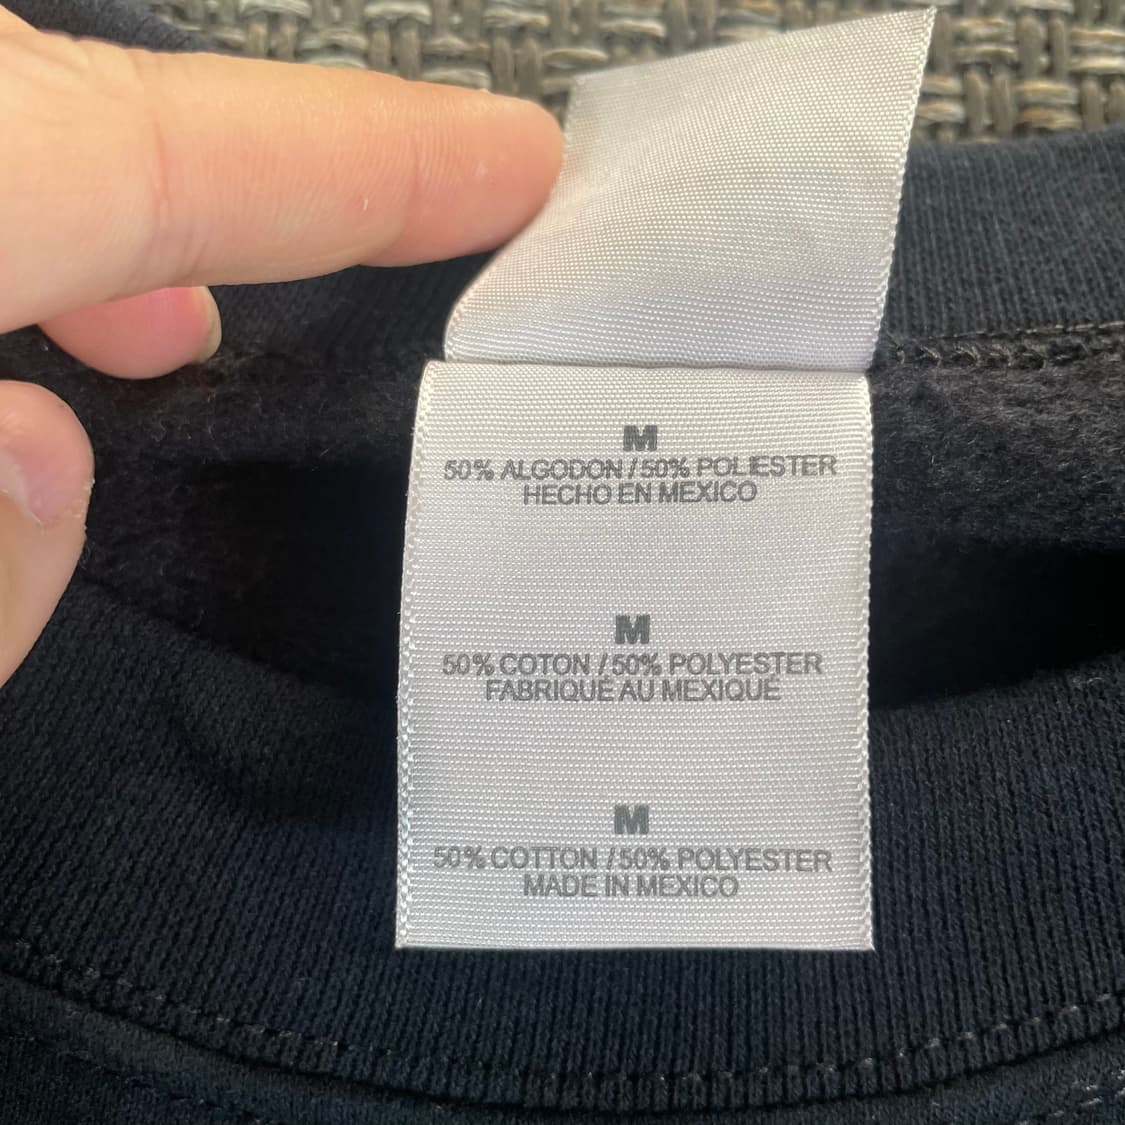 M
50% ALGODON / 50% POLIESTER
HECHO EN MEXICO
M
50% COTON / 50% POLYESTER
FABRIQUÉ AU MEXIQUE
M
50% COTTON / 50% POLYESTER
MADE IN MEXICO